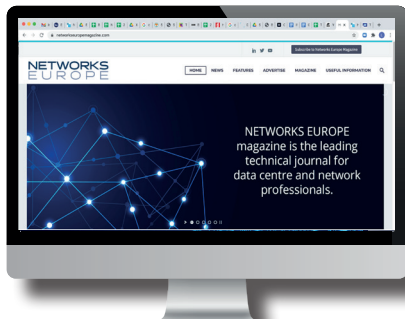 networkseuropemagazine.com
Subscribe to Networks Europe Magazine
NETWORKS
EUROPE
HOME NEWS FEATURES ADVERTISE MAGAZINE USEFUL INFORMATION
NETWORKS EUROPE
magazine is the leading
technical journal for
data centre and network
professionals.